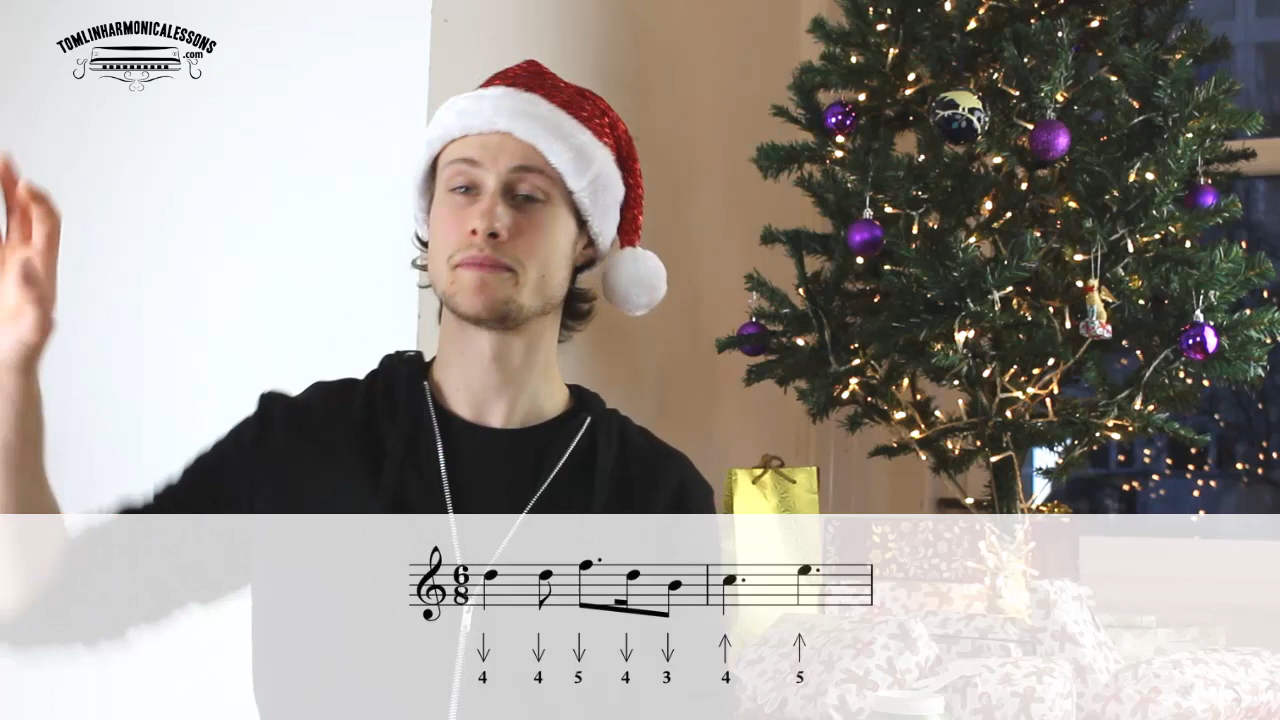 TOMLINHARMONICALESSONS
.com
6
8
↓ ↓ ↓ ↓ ↓ ↑ ↑
4 4 5 4 3 4 5